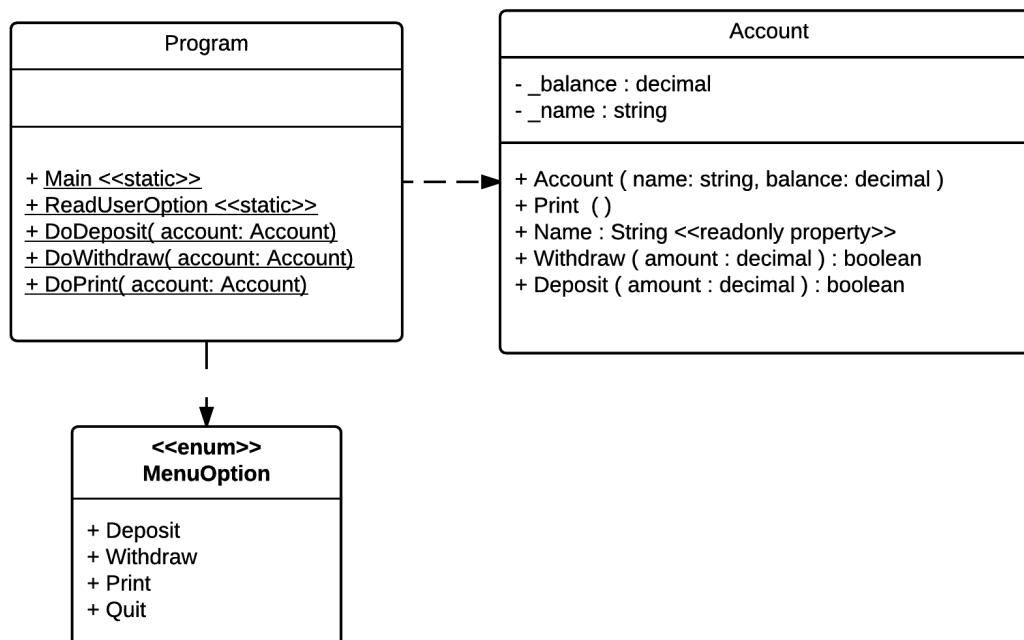 Program
+ Main <<static>>
+ ReadUserOption <<static>>
+ DoDeposit( account: Account)
+ DoWithdraw( account: Account)
+ DoPrint( account: Account)
Account
- _balance : decimal
- _name : string
+ Account ( name: string, balance: decimal )
+ Print  ( )
+ Name : String <<readonly property>>
+ Withdraw ( amount : decimal ) : boolean
+ Deposit ( amount : decimal ) : boolean
<<enum>>
MenuOption
+ Deposit
+ Withdraw
+ Print
+ Quit